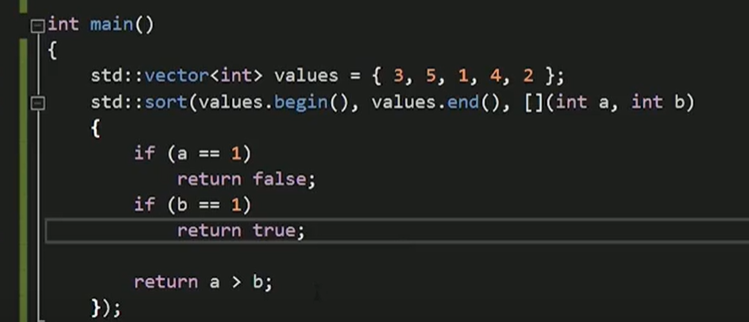 int main()
{
    std::vector<int> values = { 3, 5, 1, 4, 2 };
    std::sort(values.begin(), values.end(), [](int a, int b)
    {
        if (a == 1)
            return false;
        if (b == 1)
            return true;

        return a > b;
    });